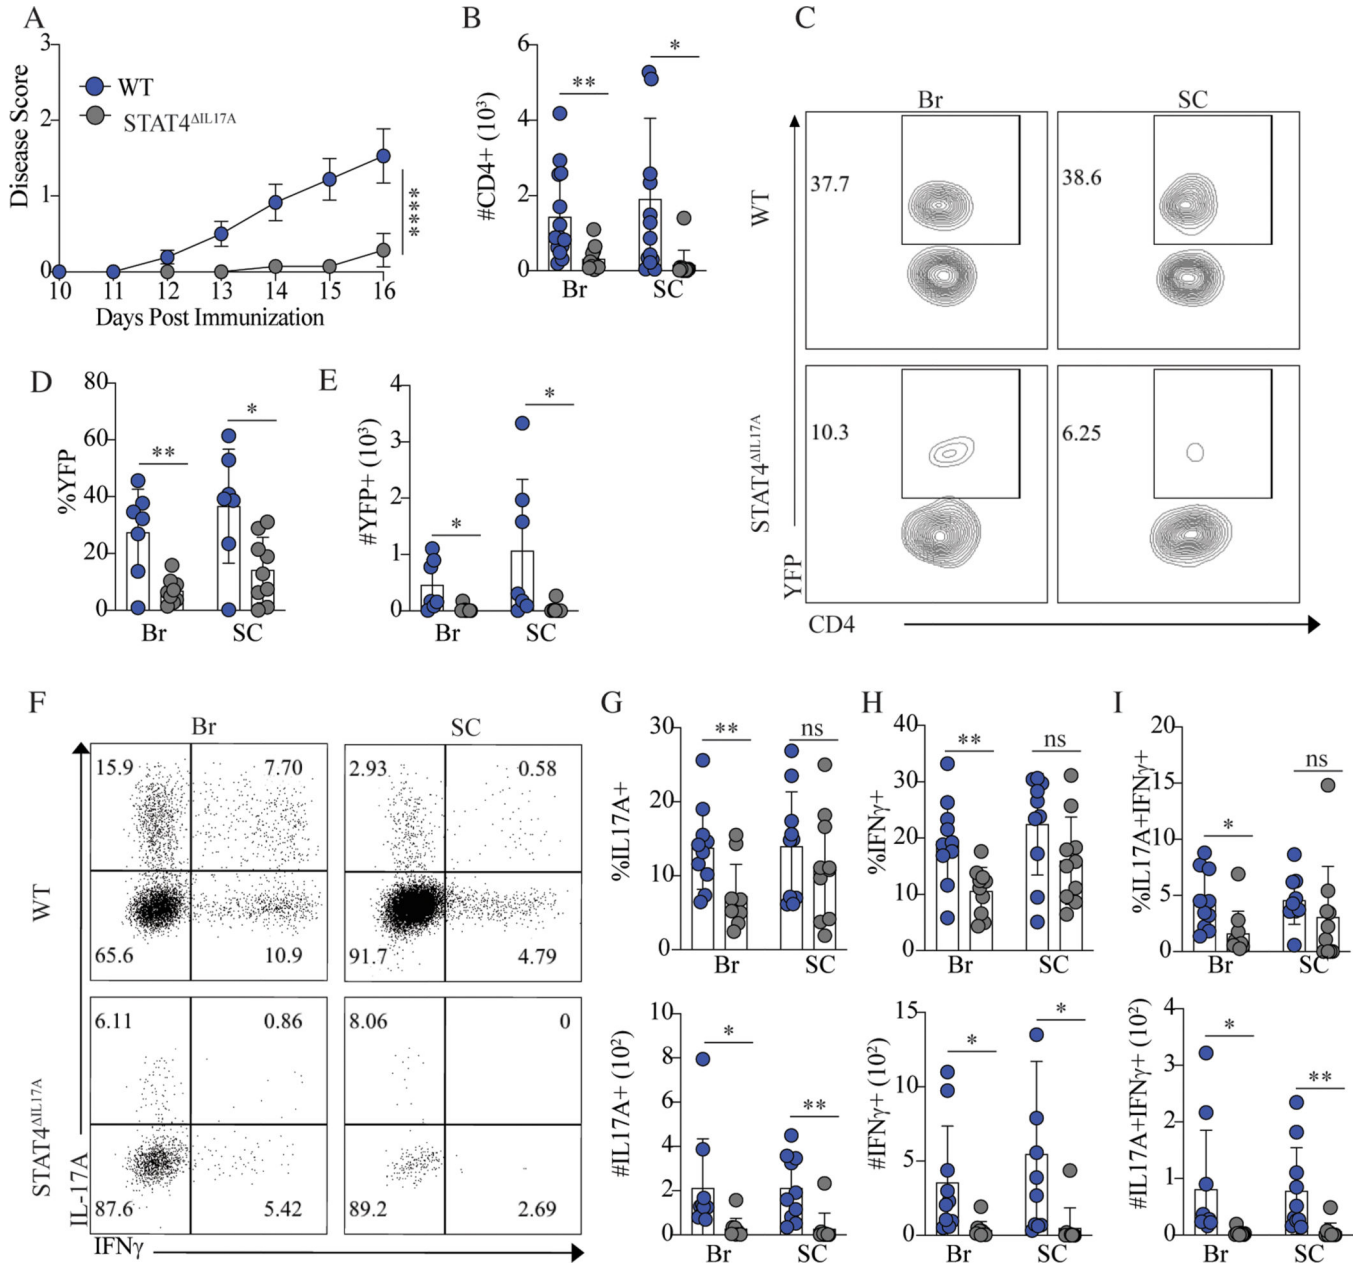 A
Disease Score
3
2
1
0
WT
STAT4ΔIL17A
****
10 11 12 13 14 15 16
Days Post Immunization
B
#CD4+ (10³)
6
4
2
0
** *
Br SC
C
Br SC
WT
37.7 38.6
STAT4ΔIL17A
10.3 6.25
YFP
CD4
D
%YFP
80
60
40
20
0
** *
Br SC
E
#YFP+ (10³)
4
3
2
1
0
* *
Br SC
F
Br SC
WT
15.9 7.70 2.93 0.58
65.6 10.9 91.7 4.79
STAT4ΔIL17A
6.11 0.86 8.06 0
87.6 5.42 89.2 2.69
IL-17A
IFNγ
G
%IL17A+
30
20
10
0
** ns
Br SC
#IL17A+ (10²)
10
8
6
4
2
0
* **
Br SC
H
%IFNγ+
40
30
20
10
0
** ns
Br SC
#IFNγ+ (10²)
15
10
5
0
* *
Br SC
I
%IL17A+IFNγ+
20
15
10
5
0
* ns
Br SC
#IL17A+IFNγ+ (10²)
4
3
2
1
0
* **
Br SC